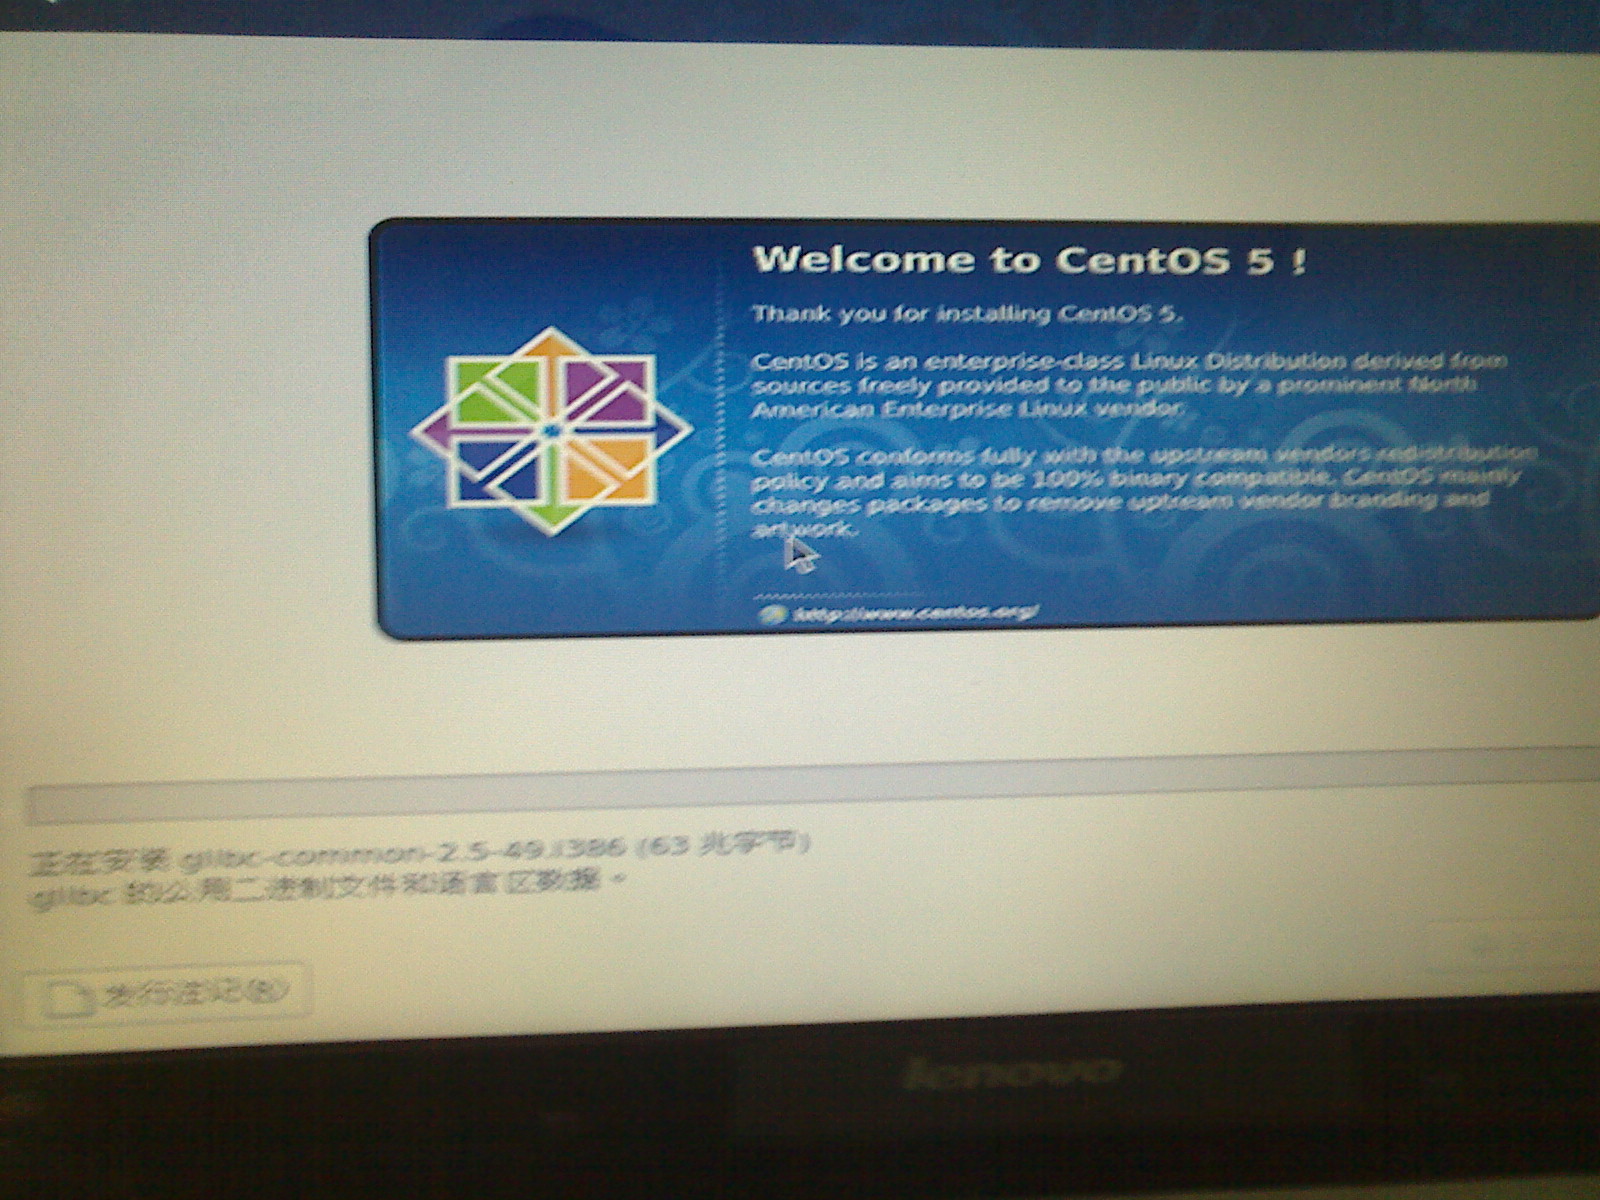 Welcome to CentOS 5 !
Thank you for installing CentOS 5.
CentOS is an enterprise-class Linux Distribution derived from
sources freely provided to the public by a prominent North
American Enterprise Linux vendor.
CentOS conforms fully with the upstream vendors redistribution
policy and aims to be 100% binary compatible. CentOS mainly
changes packages to remove upstream vendor branding and
artwork.
http://www.centos.org/
正在安装 glibc-common-2.5-49.i386 (63 兆字节)
glibc 的公用二进制文件和语言区数据。
发行注记(R)
lenovo